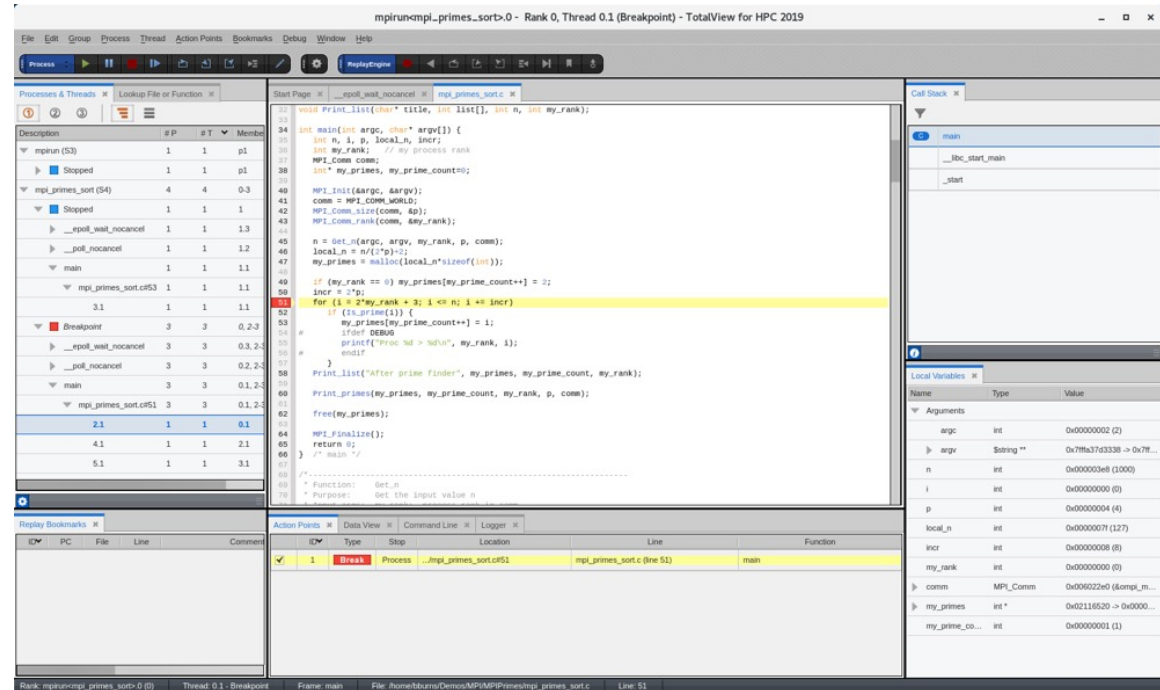 mpirun<mpi_primes_sort>.0 - Rank 0, Thread 0.1 (Breakpoint) - TotalView for HPC 2019
File Edit Group Process Thread Action Points Bookmarks Debug Window Help
Process
ReplayEngine
Processes & Threads
Lookup File or Function
Description #P #T Membe
mpirun (S3) 1 1 p1
Stopped 1 1 p1
mpi_primes_sort (S4) 4 4 0-3
Stopped 1 1 1
__epoll_wait_nocancel 1 1 1.3
__poll_nocancel 1 1 1.2
main 1 1 1.1
mpi_primes_sort.c#53 1 1 1.1
3.1 1 1 1.1
Breakpoint 3 3 0, 2-3
__epoll_wait_nocancel 3 3 0.3, 2-3
__poll_nocancel 3 3 0.2, 2-3
main 3 3 0.1, 2-3
mpi_primes_sort.c#51 3 3 0.1, 2-3
2.1 1 1 0.1
4.1 1 1 2.1
5.1 1 1 3.1
Start Page __epoll_wait_nocancel mpi_primes_sort.c
32 void Print_list(char* title, int list[], int n, int my_rank);
33
34 int main(int argc, char* argv[]) {
35 int n, i, p, local_n, incr;
36 int my_rank; // my process rank
37 MPI_Comm comm;
38 int* my_primes, my_prime_count=0;
39
40 MPI_Init(&argc, &argv);
41 comm = MPI_COMM_WORLD;
42 MPI_Comm_size(comm, &p);
43 MPI_Comm_rank(comm, &my_rank);
44
45 n = Get_n(argc, argv, my_rank, p, comm);
46 local_n = n/(2*p)+2;
47 my_primes = malloc(local_n*sizeof(int));
48
49 if (my_rank == 0) my_primes[my_prime_count++] = 2;
50 incr = 2*p;
51 for (i = 2*my_rank + 3; i <= n; i += incr)
52 if (Is_prime(i)) {
53 my_primes[my_prime_count++] = i;
54 # ifdef DEBUG
55 printf("Proc %d > %d\n", my_rank, i);
56 # endif
57 }
58 Print_list("After prime finder", my_primes, my_prime_count, my_rank);
59
60 Print_primes(my_primes, my_prime_count, my_rank, p, comm);
61
62 free(my_primes);
63
64 MPI_Finalize();
65 return 0;
66 } /* main */
67
68 /*-------------------------------------------------------------------
69 * Function: Get_n
70 * Purpose: Get the input value n
Call Stack
C main
__libc_start_main
_start
Local Variables
Name Type Value
Arguments
argc int 0x00000002 (2)
argv $string ** 0x7fffa37d3338 -> 0x7ff...
n int 0x000003e8 (1000)
i int 0x00000000 (0)
p int 0x00000004 (4)
local_n int 0x0000007f (127)
incr int 0x00000008 (8)
my_rank int 0x00000000 (0)
comm MPI_Comm 0x006022e0 (&ompi_m...
my_primes int * 0x02116520 -> 0x0000...
my_prime_co... int 0x00000001 (1)
Replay Bookmarks
ID PC File Line Comment
Action Points Data View Command Line Logger
ID Type Stop Location Line Function
1 Break Process .../mpi_primes_sort.c#51 mpi_primes_sort.c (line 51) main
Rank: mpirun<mpi_primes_sort>.0 (0) Thread: 0.1 - Breakpoint Frame: main File: /home/bburns/Demos/MPI/MPIPrimes/mpi_primes_sort.c Line: 51